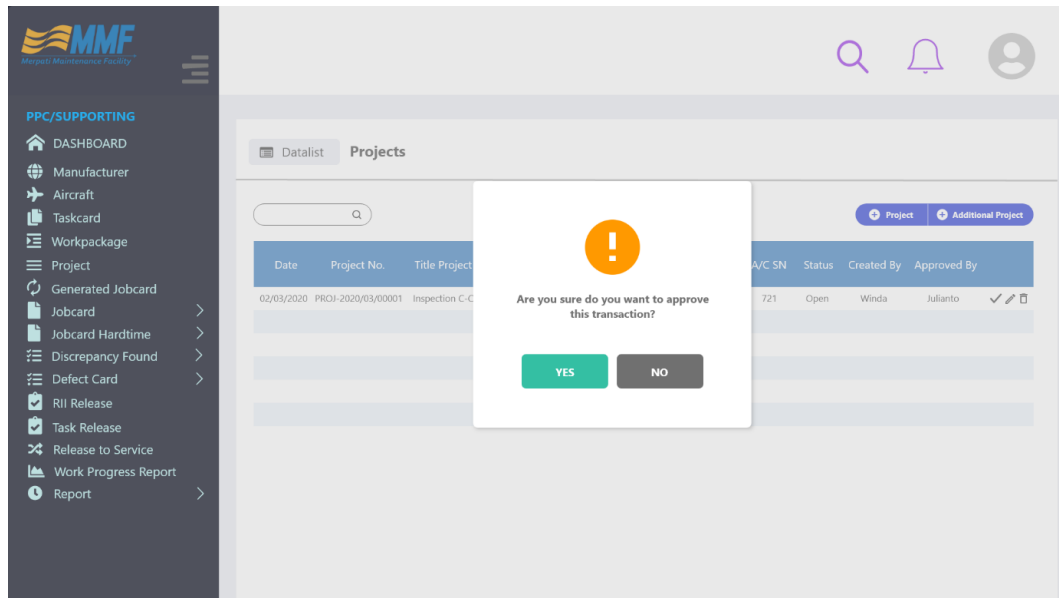 MMF
Merpati Maintenance Facility
PPC/SUPPORTING
DASHBOARD
Manufacturer
Aircraft
Taskcard
Workpackage
Project
Generated Jobcard
Jobcard
Jobcard Hardtime
Discrepancy Found
Defect Card
RII Release
Task Release
Release to Service
Work Progress Report
Report
Datalist Projects
Project Additional Project
Date Project No. Title Project A/C SN Status Created By Approved By
02/03/2020 PROJ-2020/03/00001 Inspection C-C 721 Open Winda Julianto
Are you sure do you want to approve
this transaction?
YES NO